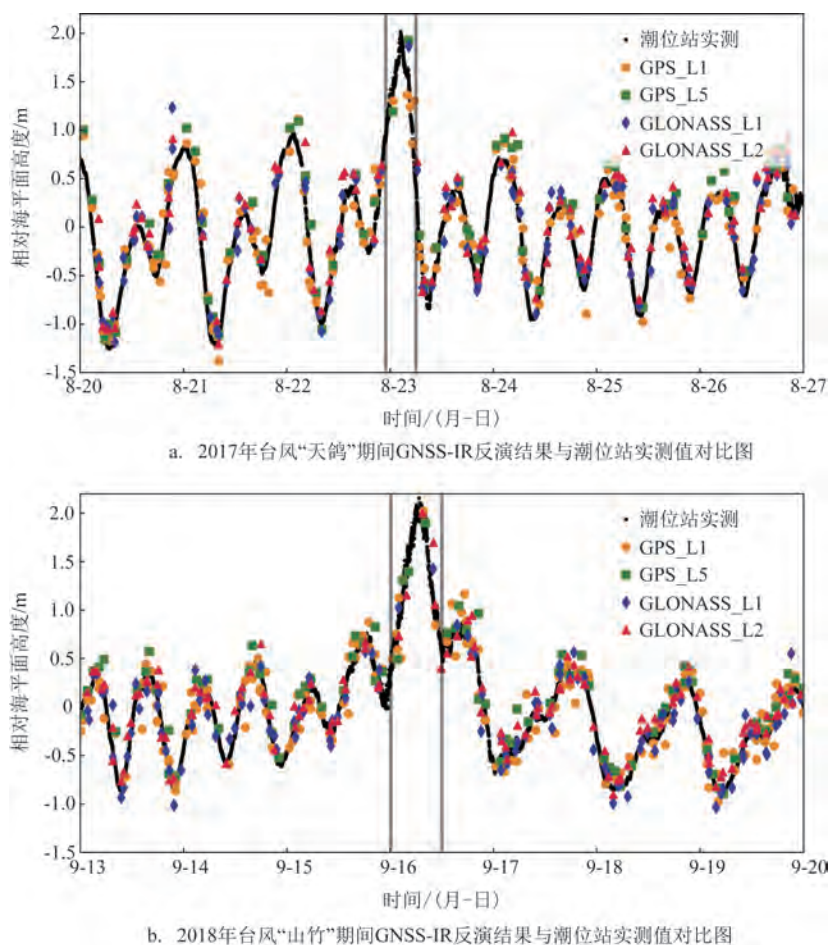 2.0
1.5
1.0
0.5
0
-0.5
-1.0
-1.5
相对海平面高度/m
潮位站实测
GPS_L1
GPS_L5
GLONASS_L1
GLONASS_L2
8-20
8-21
8-22
8-23
8-24
8-25
8-26
8-27
时间/(月-日)
a. 2017年台风“天鸽”期间GNSS-IR反演结果与潮位站实测值对比图
2.0
1.5
1.0
0.5
0
-0.5
-1.0
-1.5
相对海平面高度/m
潮位站实测
GPS_L1
GPS_L5
GLONASS_L1
GLONASS_L2
9-13
9-14
9-15
9-16
9-17
9-18
9-19
9-20
时间/(月-日)
b. 2018年台风“山竹”期间GNSS-IR反演结果与潮位站实测值对比图